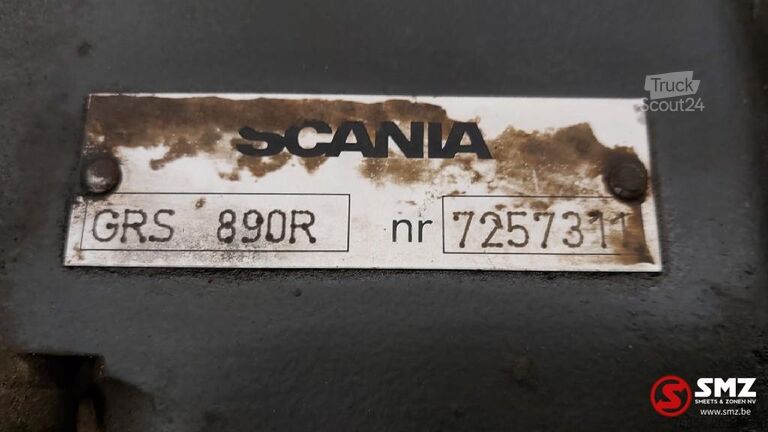 Truck
Scout24
SCANIA
GRS 890R nr 7257311
SMZ
SHEETS & ZONEN NV
www.smz.be